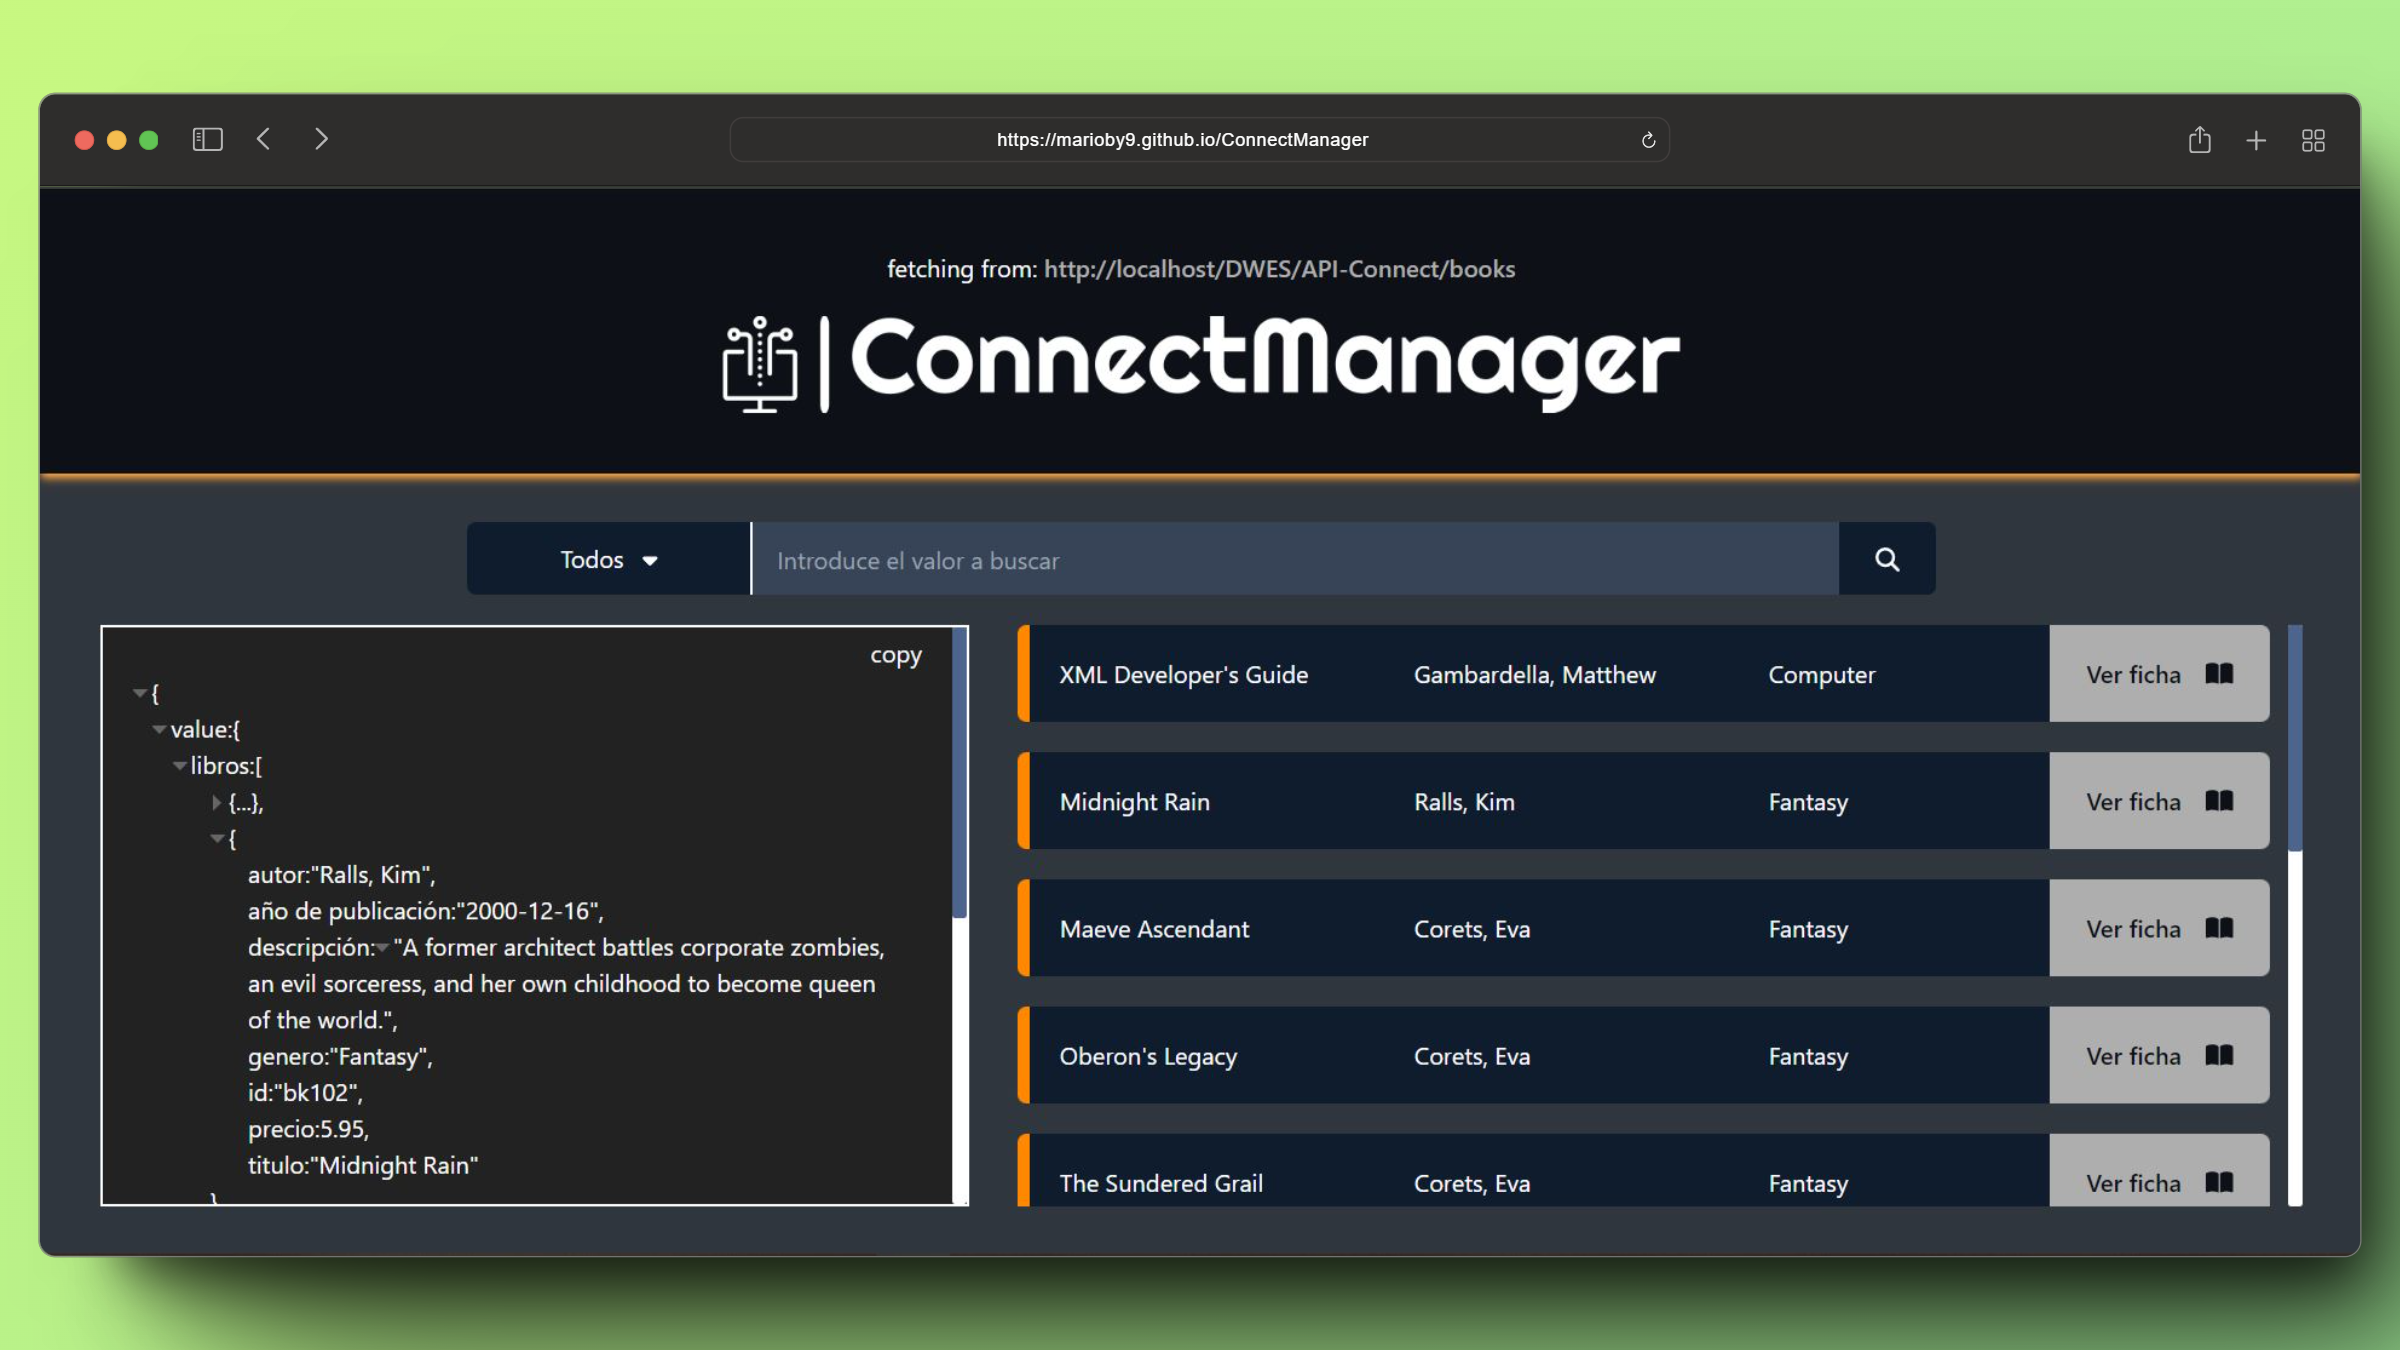 https://marioby9.github.io/ConnectManager
fetching from: http://localhost/DWES/API-Connect/books
ConnectManager
Todos
Introduce el valor a buscar
copy
{
value:{
libros:[
{...},
{
autor:"Ralls, Kim",
año de publicación:"2000-12-16",
descripción: "A former architect battles corporate zombies,
an evil sorceress, and her own childhood to become queen
of the world.",
genero:"Fantasy",
id:"bk102",
precio:5.95,
titulo:"Midnight Rain"
}
XML Developer's Guide Gambardella, Matthew Computer Ver ficha
Midnight Rain Ralls, Kim Fantasy Ver ficha
Maeve Ascendant Corets, Eva Fantasy Ver ficha
Oberon's Legacy Corets, Eva Fantasy Ver ficha
The Sundered Grail Corets, Eva Fantasy Ver ficha